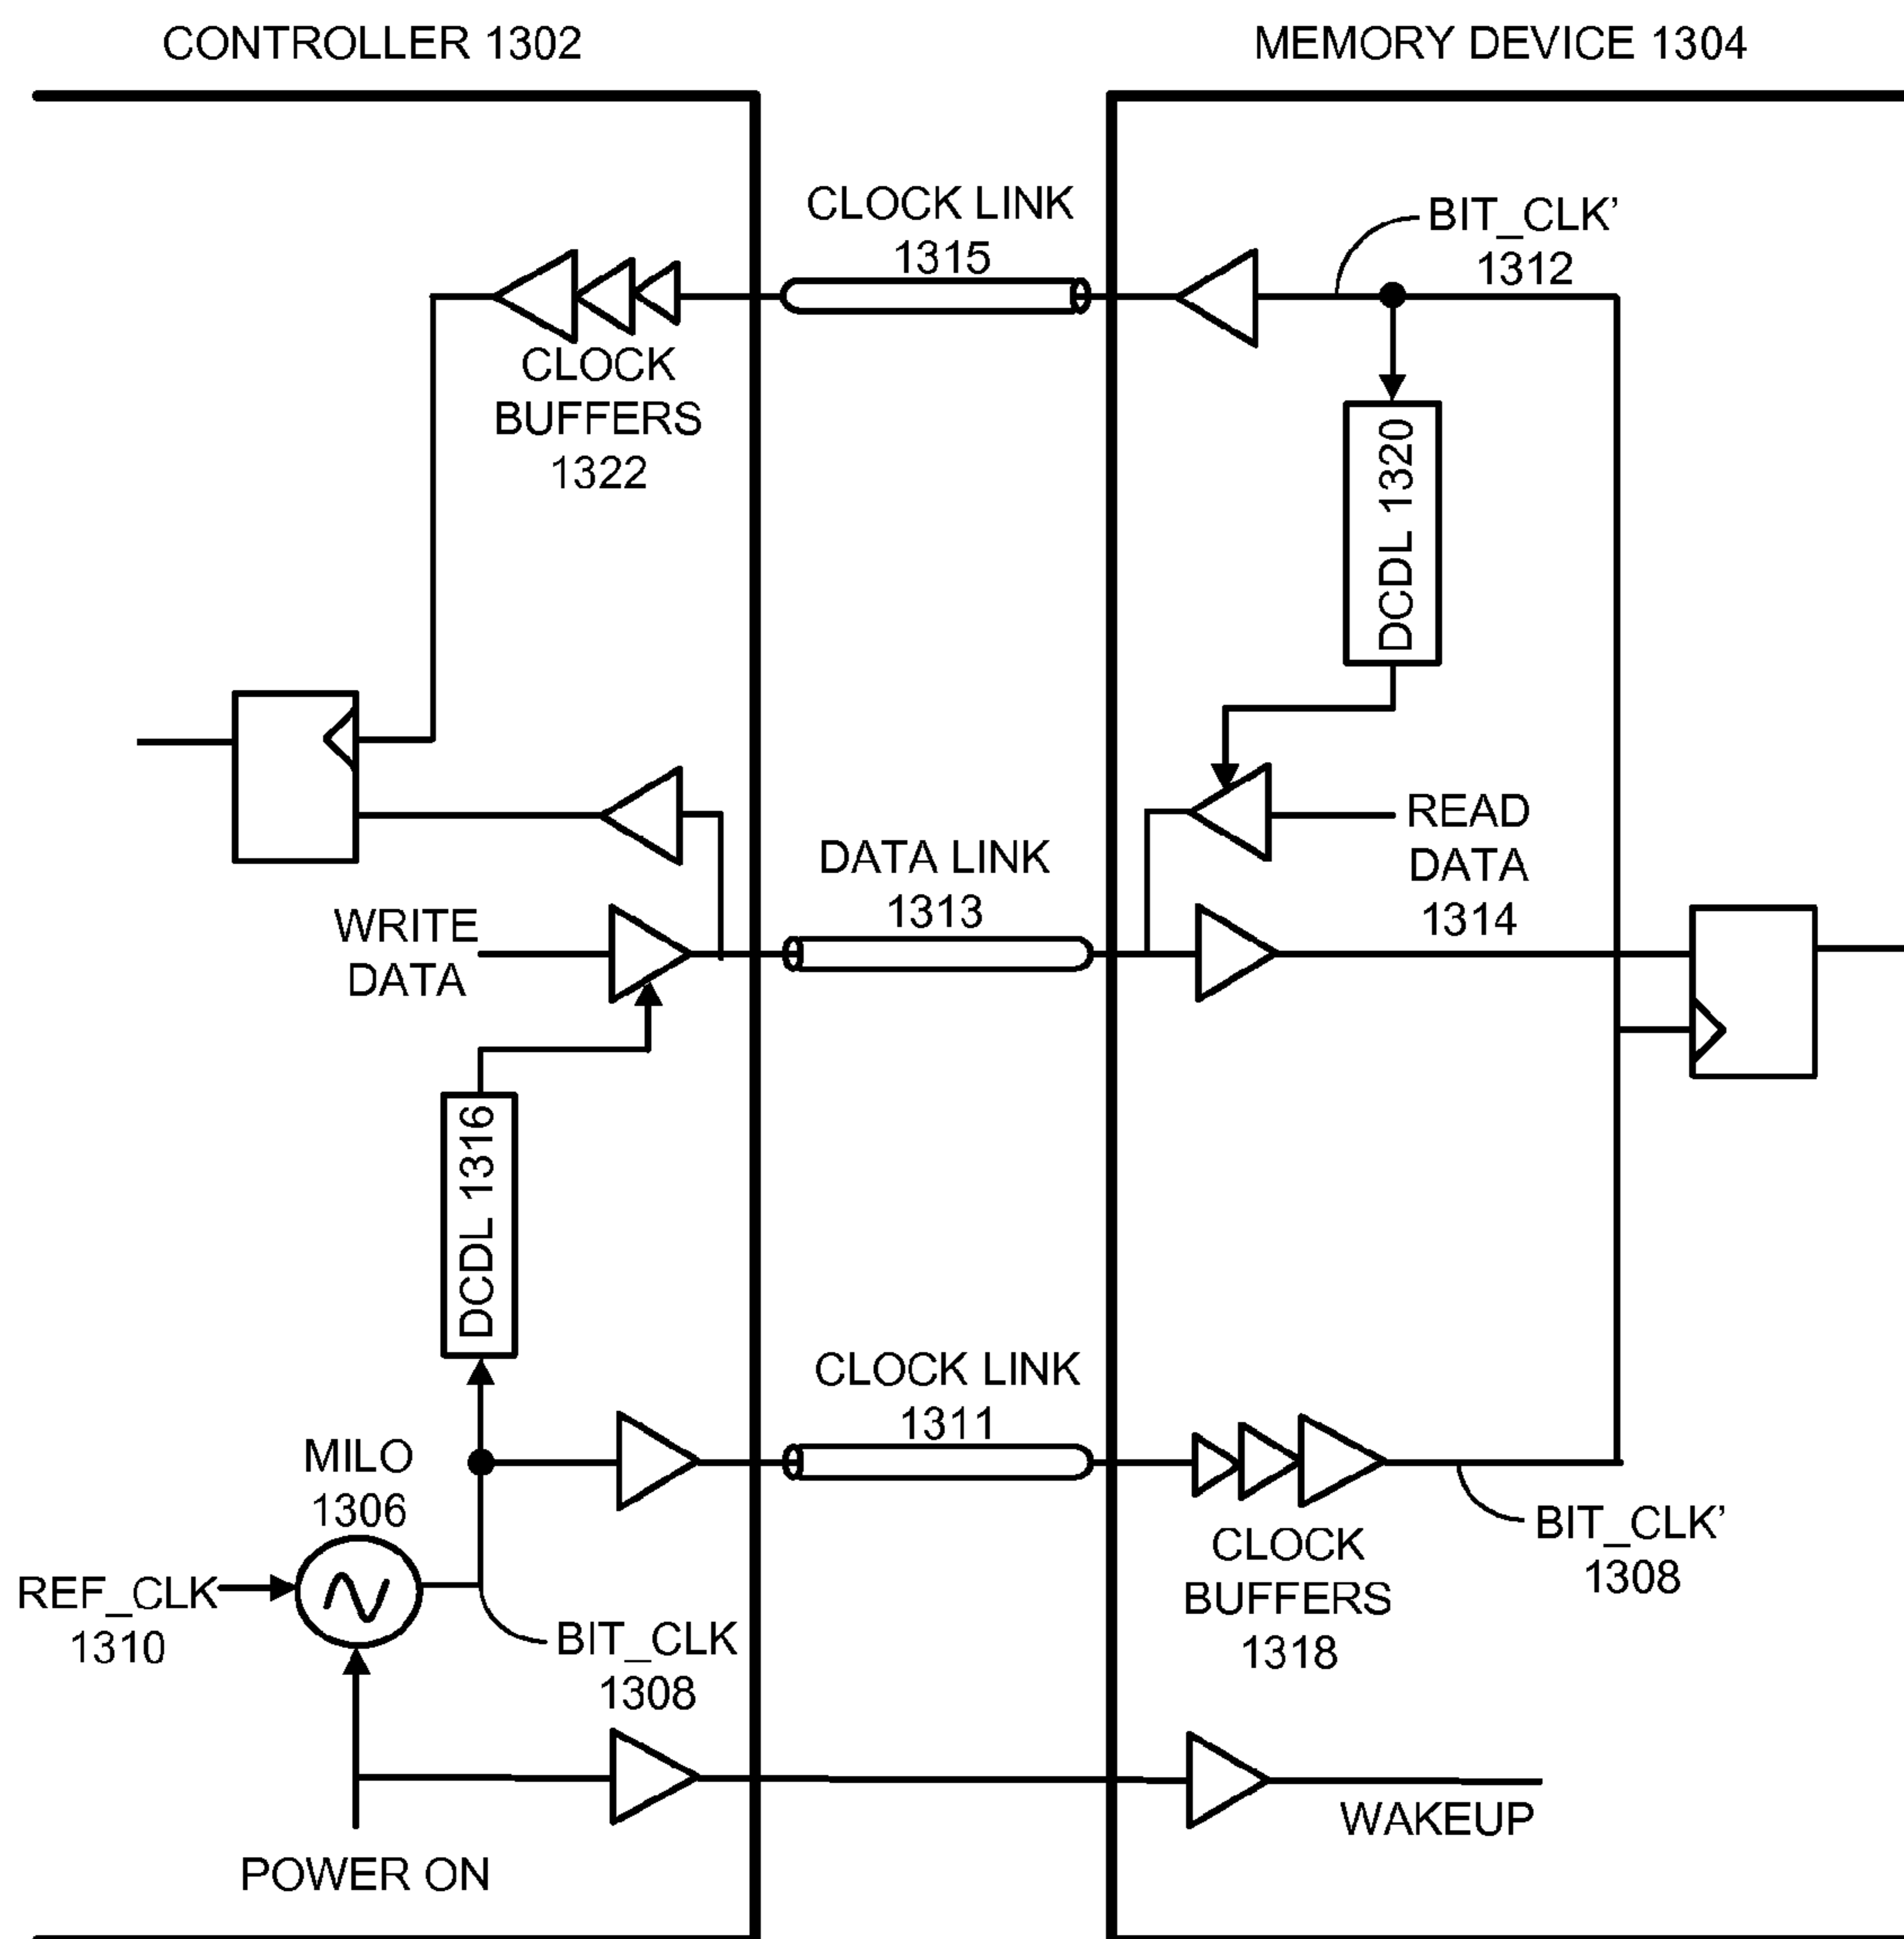 CONTROLLER 1302
MEMORY DEVICE 1304
CLOCK LINK
1315
BIT_CLK’
1312
CLOCK
BUFFERS
1322
DCDL 1320
READ
DATA
1314
DATA LINK
1313
WRITE
DATA
DCDL 1316
CLOCK LINK
1311
MILO
1306
REF_CLK
1310
BIT_CLK
1308
CLOCK
BUFFERS
1318
BIT_CLK’
1308
WAKEUP
POWER ON